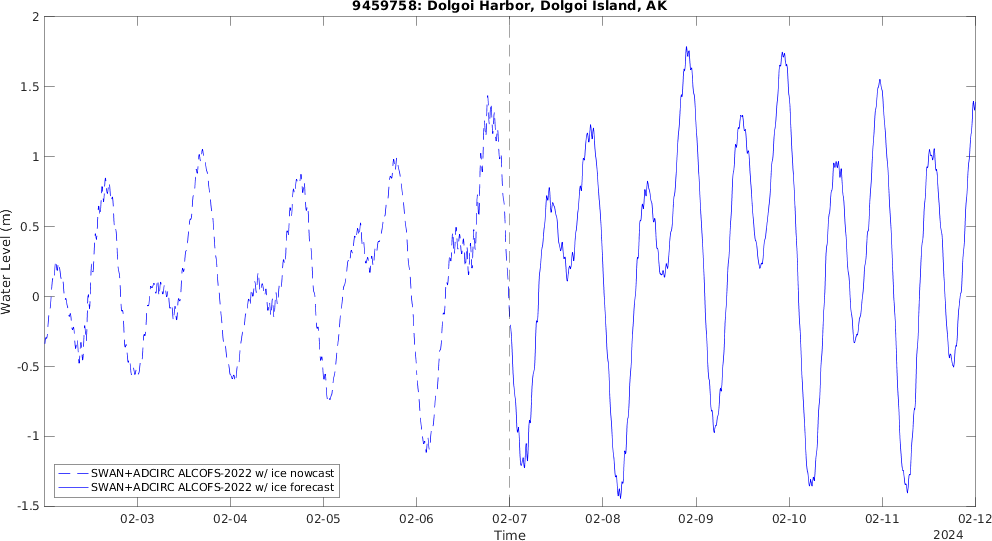 9459758: Dolgoi Harbor, Dolgoi Island, AK
2
1.5
1
0.5
0
-0.5
-1
-1.5
Water Level (m)
SWAN+ADCIRC ALCOFS-2022 w/ ice nowcast
SWAN+ADCIRC ALCOFS-2022 w/ ice forecast
02-03 02-04 02-05 02-06 02-07 02-08 02-09 02-10 02-11 02-12
Time
2024